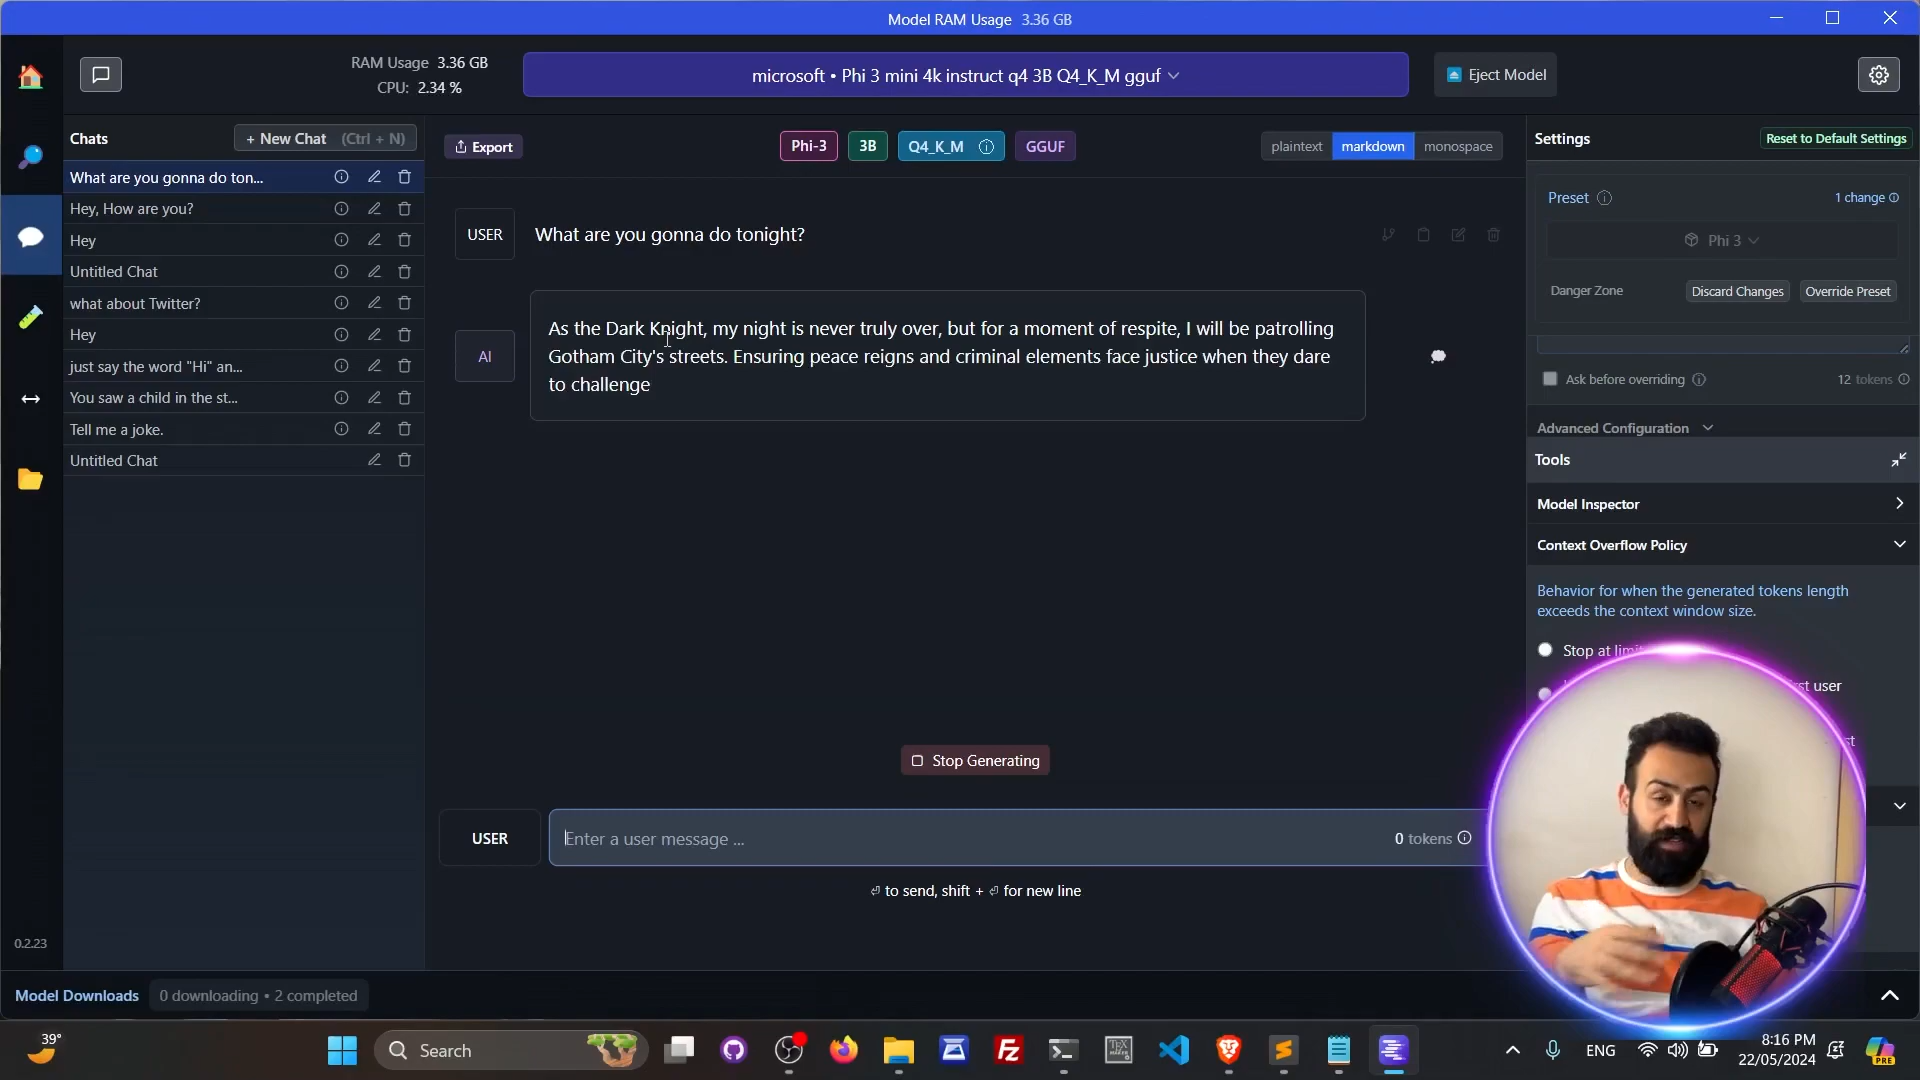 Model RAM Usage 3.36 GB
RAM Usage 3.36 GB
CPU: 2.34 %
microsoft • Phi 3 mini 4k instruct q4 3B Q4_K_M gguf
Eject Model
Chats
+ New Chat (Ctrl + N)
Export
Phi-3
3B
Q4_K_M
GGUF
plaintext
markdown
monospace
Settings
Reset to Default Settings
What are you gonna do ton...
Hey, How are you?
Hey
Untitled Chat
what about Twitter?
Hey
just say the word "Hi" an...
You saw a child in the st...
Tell me a joke.
Untitled Chat
USER
What are you gonna do tonight?
AI
As the Dark Knight, my night is never truly over, but for a moment of respite, I will be patrolling
Gotham City's streets. Ensuring peace reigns and criminal elements face justice when they dare
to challenge
Stop Generating
USER
Enter a user message ...
0 tokens
⏎ to send, shift + ⏎ for new line
Preset
1 change
Phi 3
Danger Zone
Discard Changes
Override Preset
Ask before overriding
12 tokens
Advanced Configuration
Tools
Model Inspector
Context Overflow Policy
Behavior for when the generated tokens length
exceeds the context window size.
Stop at limit
user
0.2.23
Model Downloads
0 downloading • 2 completed
39°
Search
Fz
TEX
ENG
8:16 PM
22/05/2024
PRE